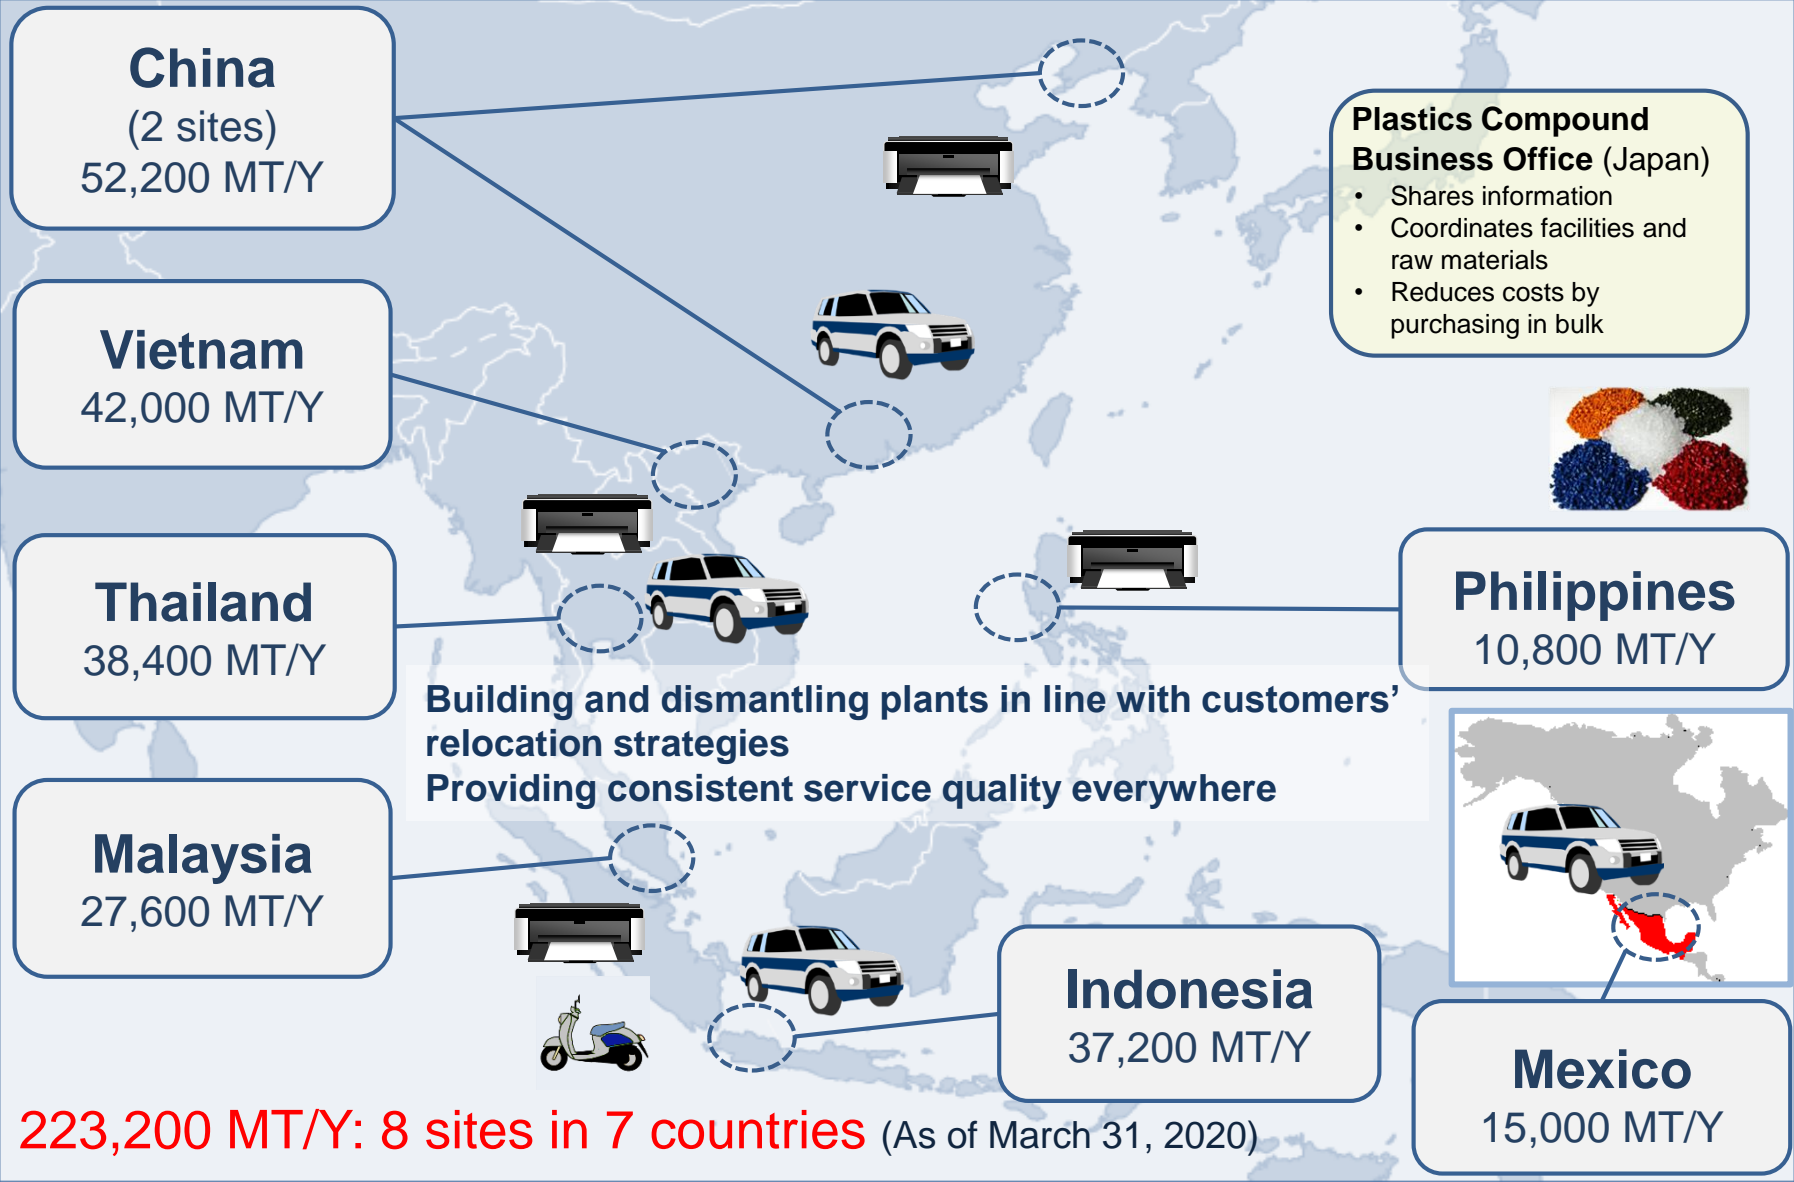 China
(2 sites)
52,200 MT/Y
Plastics Compound
Business Office (Japan)
• Shares information
• Coordinates facilities and
raw materials
• Reduces costs by
purchasing in bulk
Vietnam
42,000 MT/Y
Thailand
38,400 MT/Y
Philippines
10,800 MT/Y
Building and dismantling plants in line with customers’
relocation strategies
Providing consistent service quality everywhere
Malaysia
27,600 MT/Y
Indonesia
37,200 MT/Y
Mexico
15,000 MT/Y
223,200 MT/Y: 8 sites in 7 countries (As of March 31, 2020)